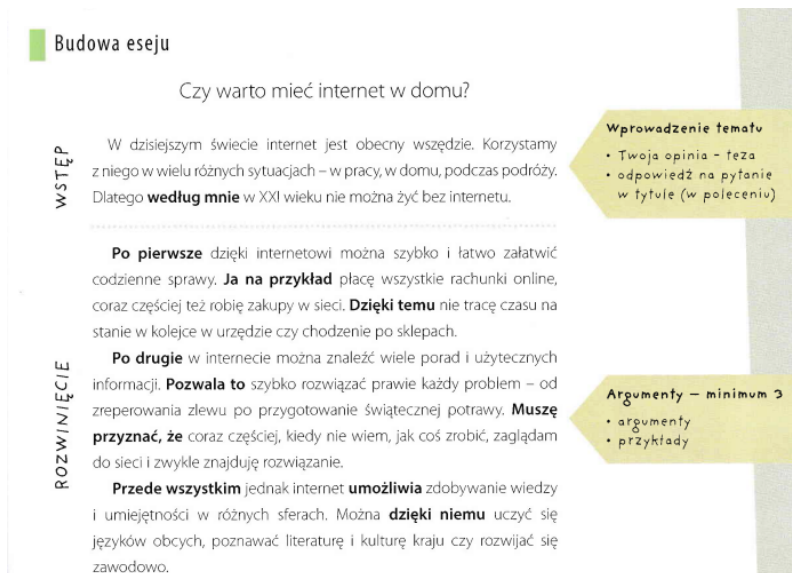 Budowa eseju
Czy warto mieć internet w domu?
WSTĘP
W dzisiejszym świecie internet jest obecny wszędzie. Korzystamy
z niego w wielu różnych sytuacjach – w pracy, w domu, podczas podróży.
Dlatego według mnie w XXI wieku nie można żyć bez internetu.
Wprowadzenie tematu
• Twoja opinia – teza
• odpowiedź na pytanie
w tytule (w poleceniu)
ROZWINIĘCIE
Po pierwsze dzięki internetowi można szybko i łatwo załatwić
codzienne sprawy. Ja na przykład płacę wszystkie rachunki online,
coraz częściej też robię zakupy w sieci. Dzięki temu nie tracę czasu na
stanie w kolejce w urzędzie czy chodzenie po sklepach.
Po drugie w internecie można znaleźć wiele porad i użytecznych
informacji. Pozwala to szybko rozwiązać prawie każdy problem – od
zreperowania zlewu po przygotowanie świątecznej potrawy. Muszę
przyznać, że coraz częściej, kiedy nie wiem, jak coś zrobić, zaglądam
do sieci i zwykle znajduję rozwiązanie.
Przede wszystkim jednak internet umożliwia zdobywanie wiedzy
i umiejętności w różnych sferach. Można dzięki niemu uczyć się
języków obcych, poznawać literaturę i kulturę kraju czy rozwijać się
zawodowo.
Argumenty – minimum 3
• argumenty
• przykłady